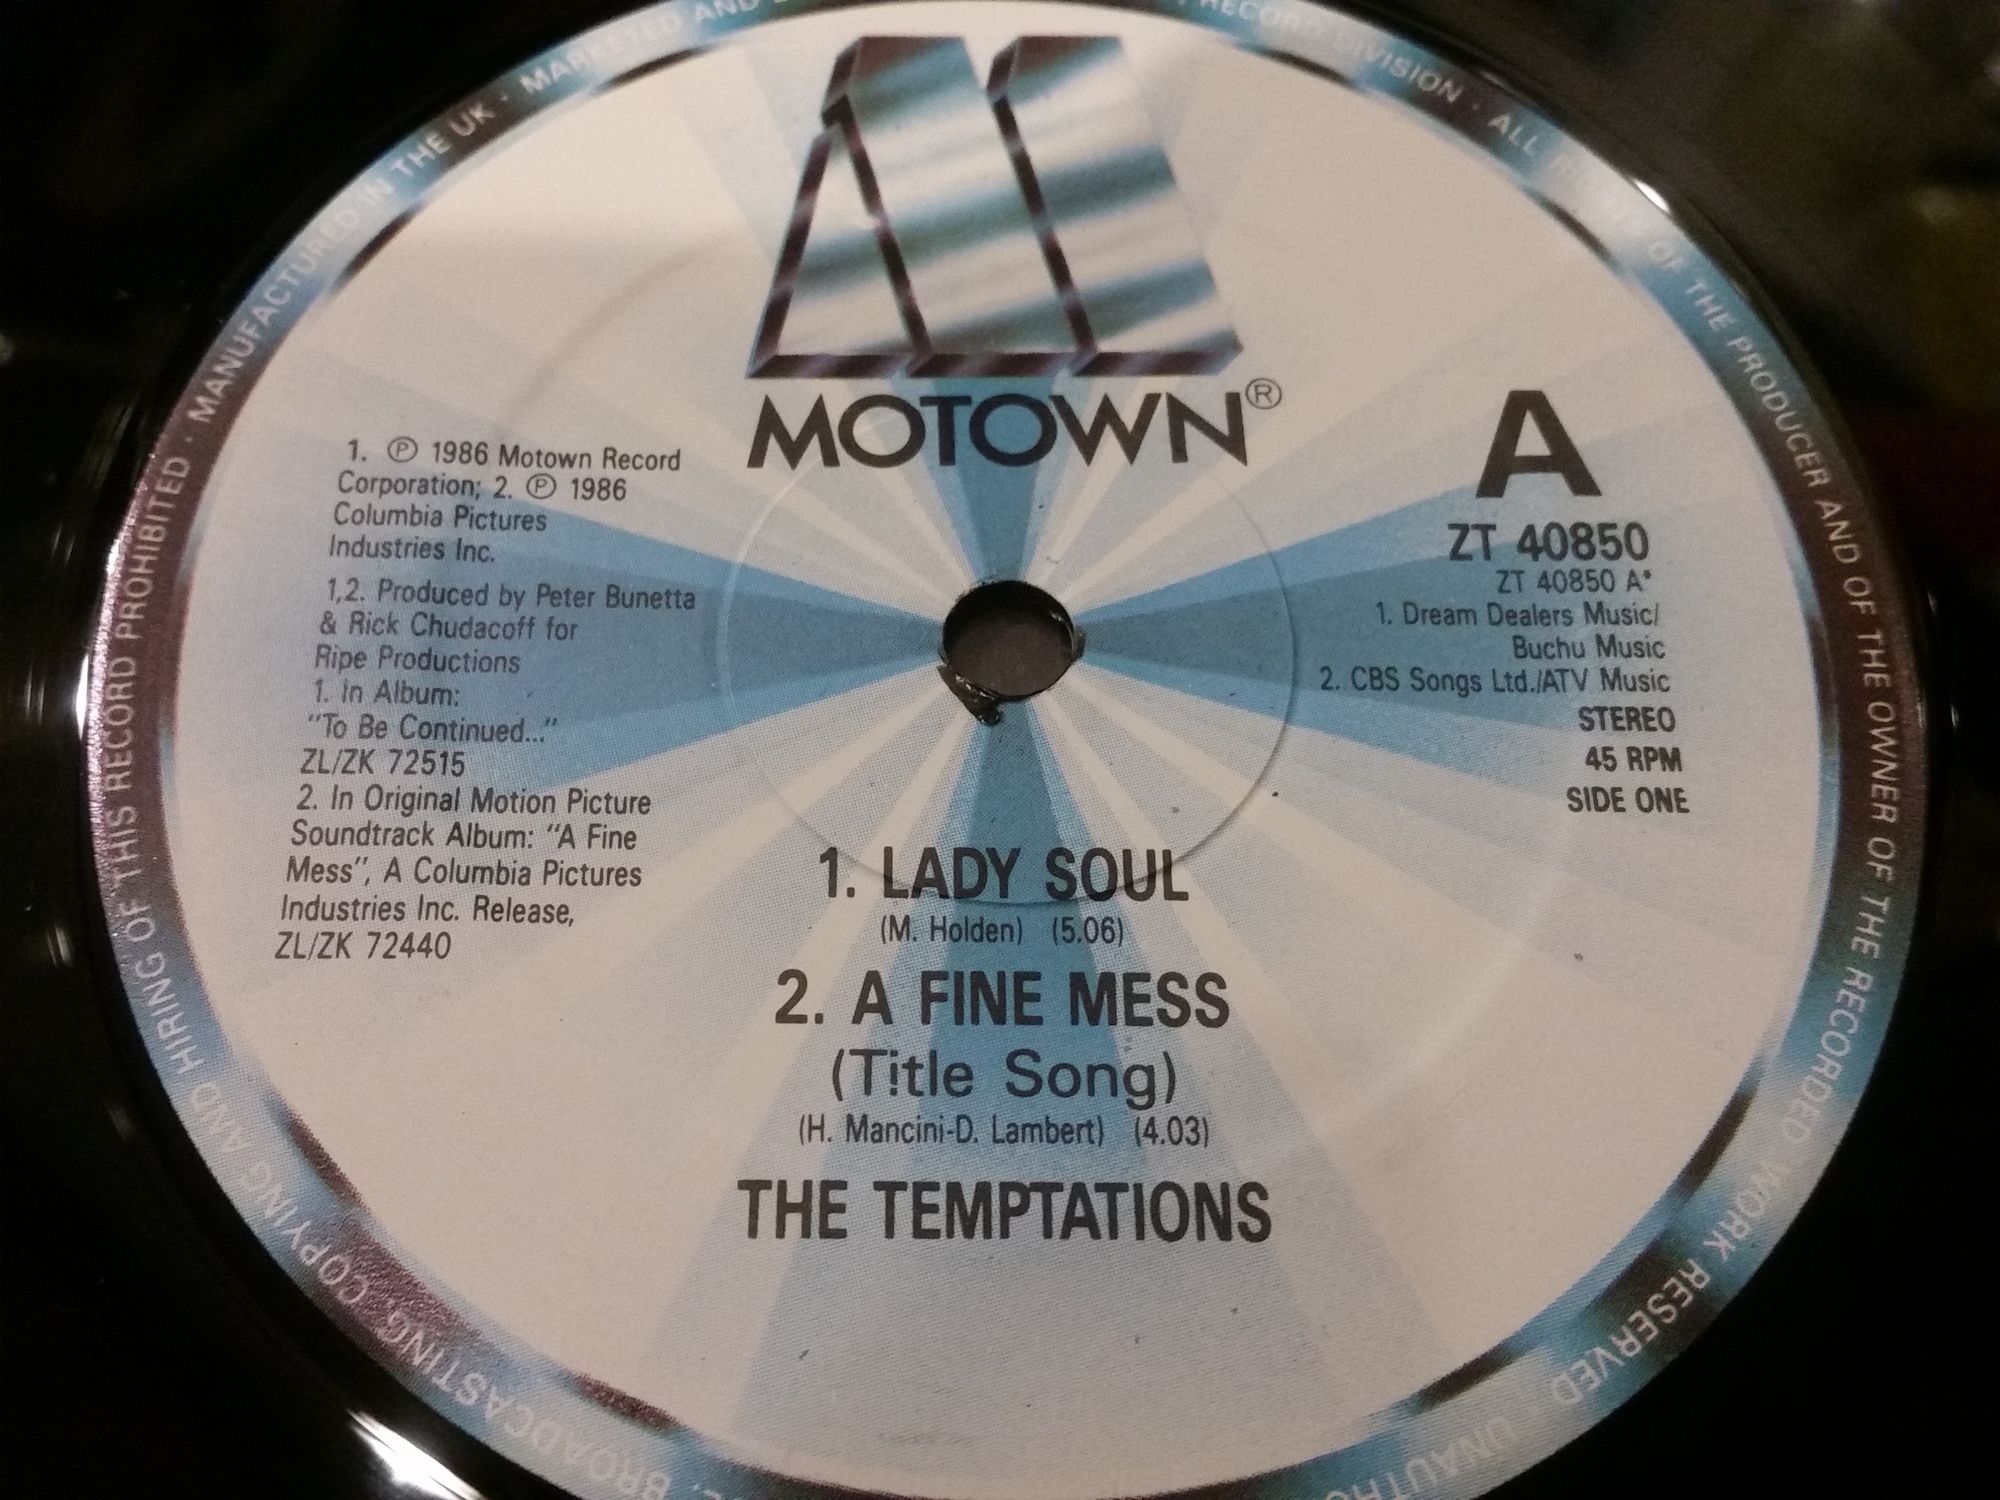 MOTOWN®
1. ℗ 1986 Motown Record
Corporation; 2. ℗ 1986
Columbia Pictures
Industries Inc.
1,2. Produced by Peter Bunetta
& Rick Chudacoff for
Ripe Productions
1. In Album:
"To Be Continued..."
ZL/ZK 72515
2. In Original Motion Picture
Soundtrack Album: "A Fine
Mess", A Columbia Pictures
Industries Inc. Release,
ZL/ZK 72440
A
ZT 40850
ZT 40850 A*
1. Dream Dealers Music/
Buchu Music
2. CBS Songs Ltd./ATV Music
STEREO
45 RPM
SIDE ONE
1. LADY SOUL
(M. Holden) (5.06)
2. A FINE MESS
(Title Song)
(H. Mancini-D. Lambert) (4.03)
THE TEMPTATIONS
MANUFACTURED IN THE UK · MARKETED AND
RECORD DIVISION · ALL RIGHTS OF THE PRODUCER AND OF THE OWNER OF THE RECORDED WORK RESERVED ·
BROADCASTING, COPYING AND HIRING OF THIS RECORD PROHIBITED ·